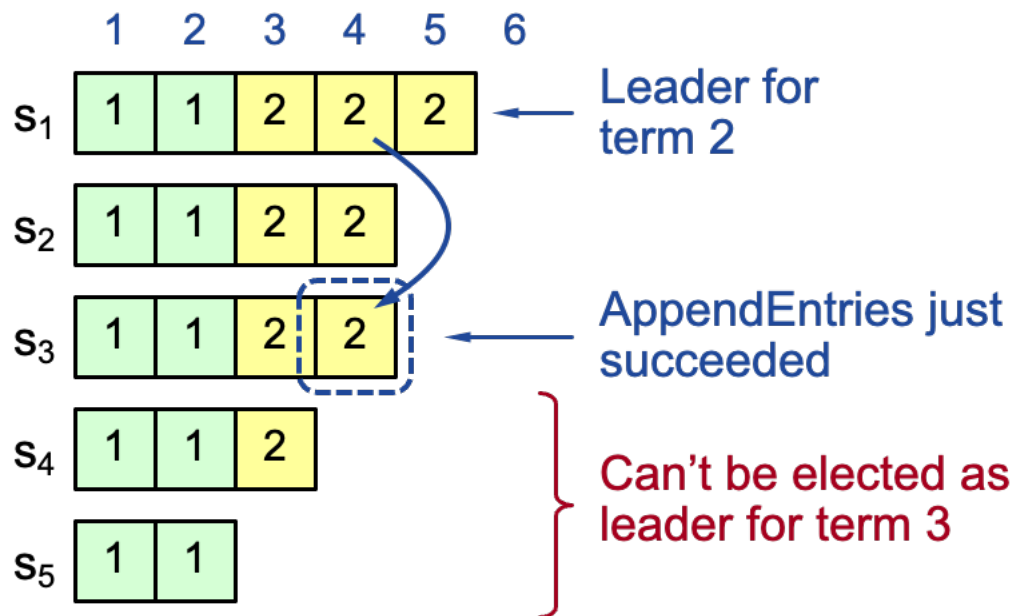 1 2 3 4 5 6
s1 1 1 2 2 2
Leader for
term 2
s2 1 1 2 2
s3 1 1 2 2
AppendEntries just
succeeded
s4 1 1 2
Can't be elected as
leader for term 3
s5 1 1